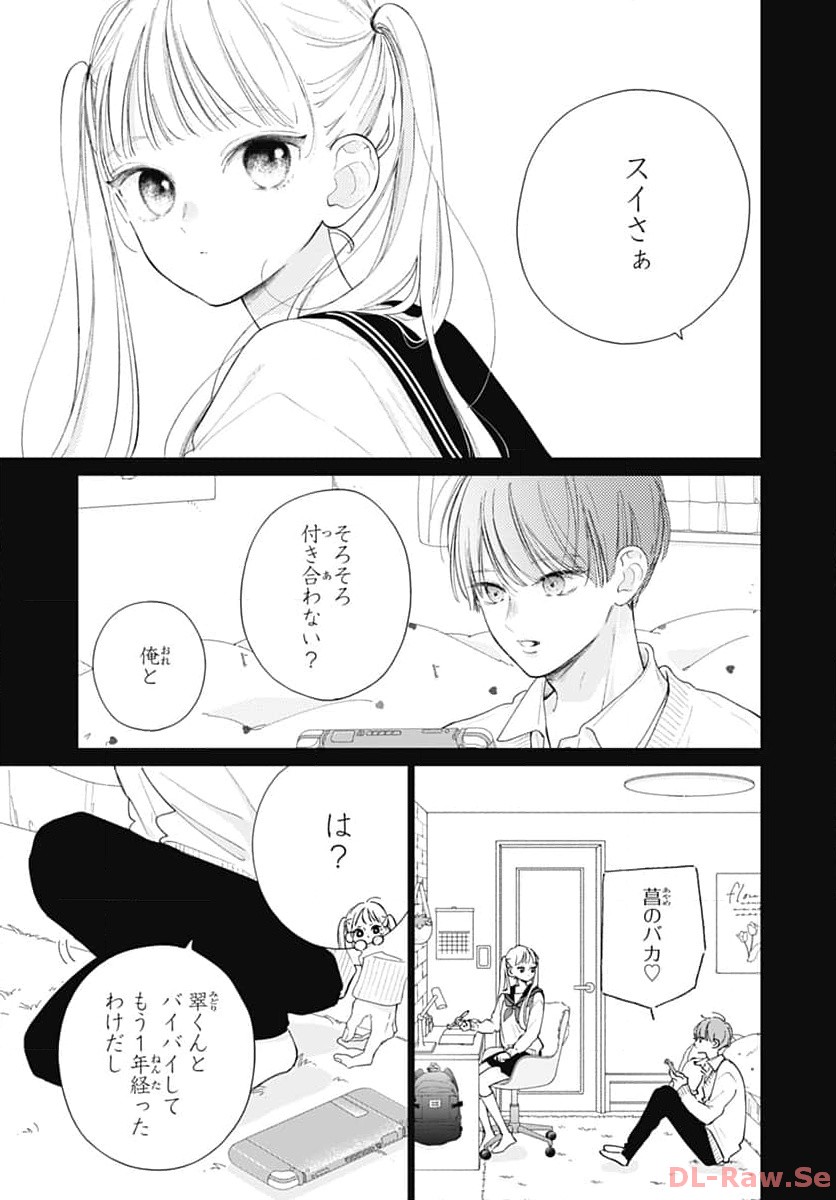 スイさぁ
そろそろ
付き合わない?
俺と
菖のバカ♡
は?
翠くんと
バイバイして
もう1年経った
わけだし
DL-Raw.Se